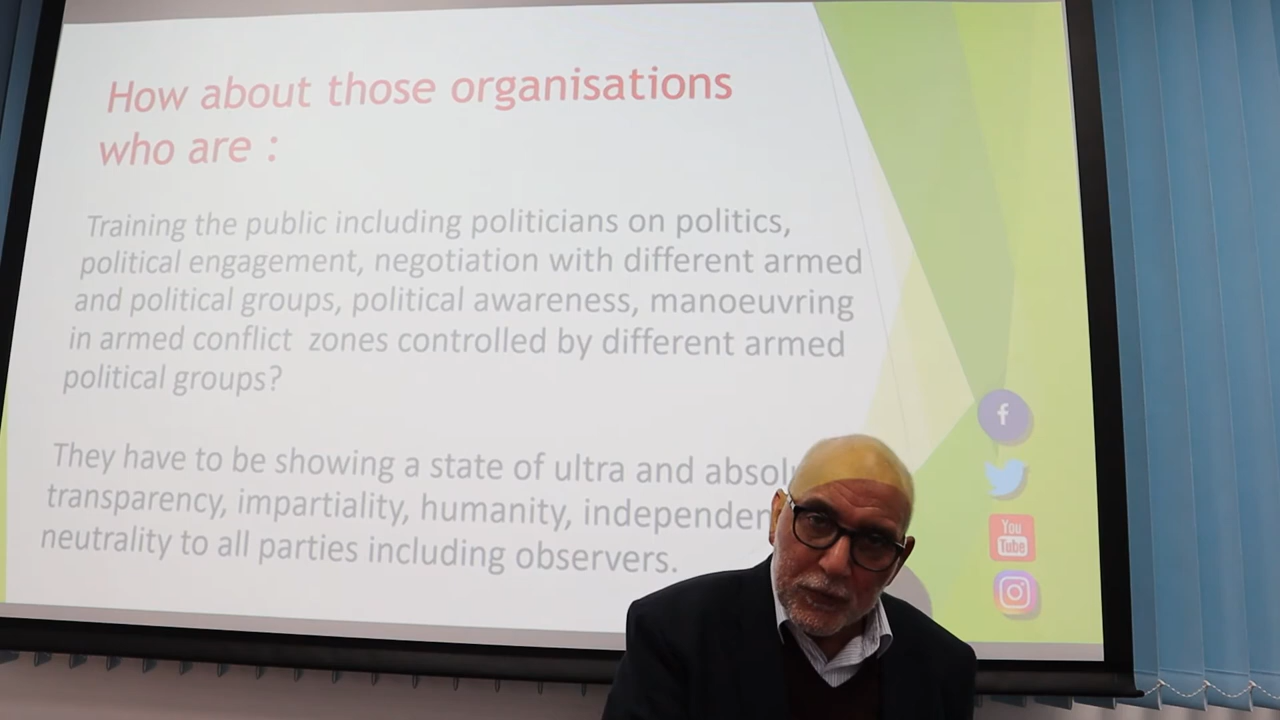 How about those organisations
who are :
Training the public including politicians on politics,
political engagement, negotiation with different armed
and political groups, political awareness, manoeuvring
in armed conflict zones controlled by different armed
political groups?
They have to be showing a state of ultra and
transparency, impartiality, humanity,
neutrality to all parties including observers.
f
You
Tube